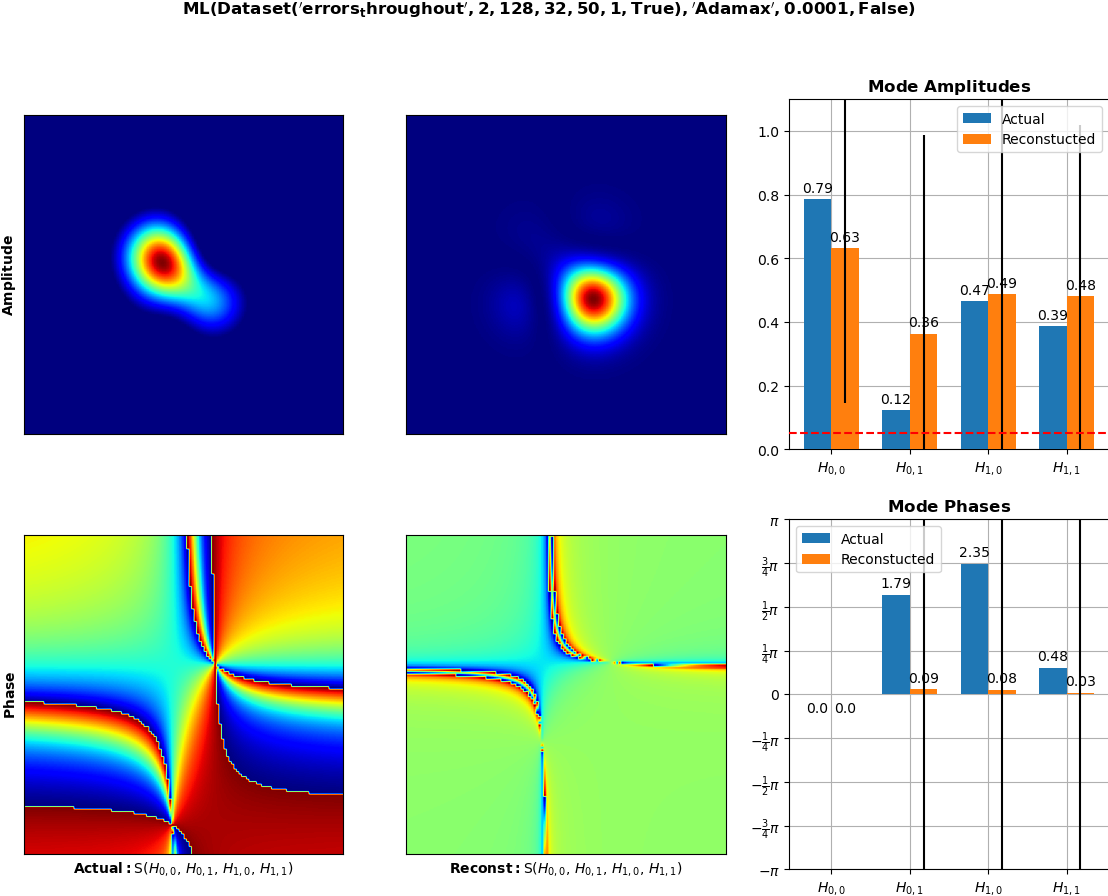 ML(Dataset('errors_throughout', 2, 128, 32, 50, 1, True), 'Adamax', 0.0001, False)
Amplitude
Mode Amplitudes
Actual
Reconstucted
1.0
0.8
0.6
0.4
0.2
0.0
0.79
0.63
0.12
0.36
0.47
0.49
0.39
0.48
H0,0
H0,1
H1,0
H1,1
Phase
Actual: S(H0,0, H0,1, H1,0, H1,1)
Reconst: S(H0,0, H0,1, H1,0, H1,1)
Mode Phases
Actual
Reconstucted
π
3/4π
1/2π
1/4π
0
−1/4π
−1/2π
−3/4π
−π
0.0
0.0
1.79
0.09
2.35
0.08
0.48
0.03
H0,0
H0,1
H1,0
H1,1